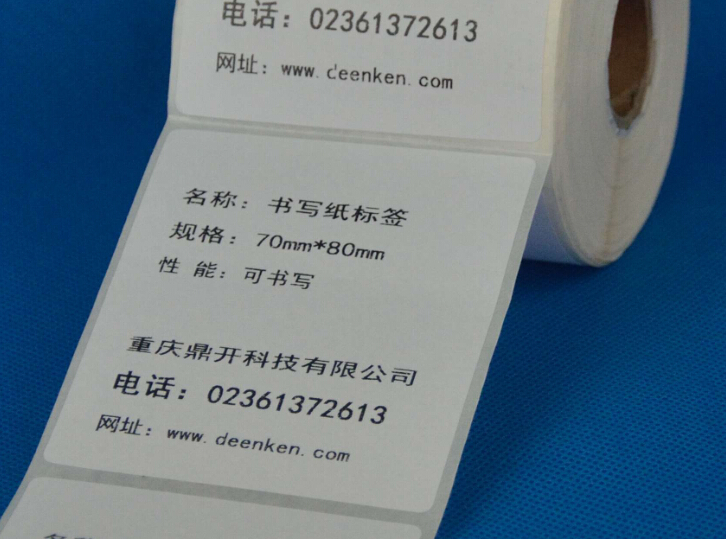 电话：02361372613
网址：www.deenken.com
名称：书写纸标签
规格：70mm*80mm
性 能：可书写
重庆鼎开科技有限公司
电话：02361372613
网址：www.deenken.com